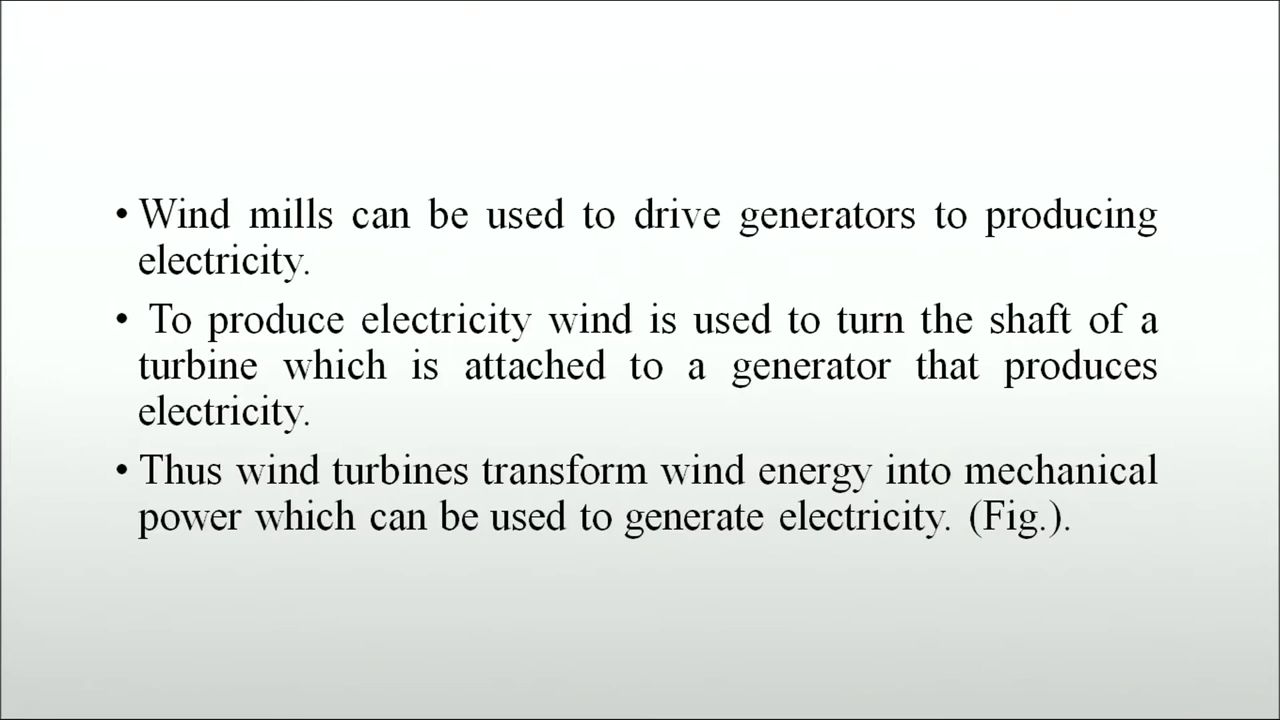 • Wind mills can be used to drive generators to producing
electricity.
• To produce electricity wind is used to turn the shaft of a
turbine which is attached to a generator that produces
electricity.
• Thus wind turbines transform wind energy into mechanical
power which can be used to generate electricity. (Fig.).